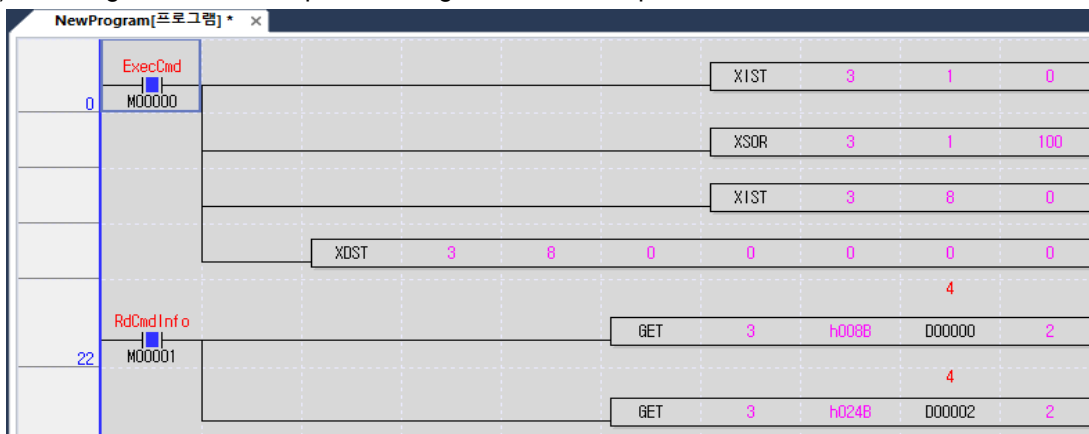 NewProgram[프로그램] * ×
ExecCmd
XIST 3 1 0
0 M00000
XSOR 3 1 100
XIST 3 8 0
XDST 3 8 0 0 0 0 0
4
RdCmdInfo
GET 3 h008B D00000 2
22 M00001
4
GET 3 h024B D00002 2